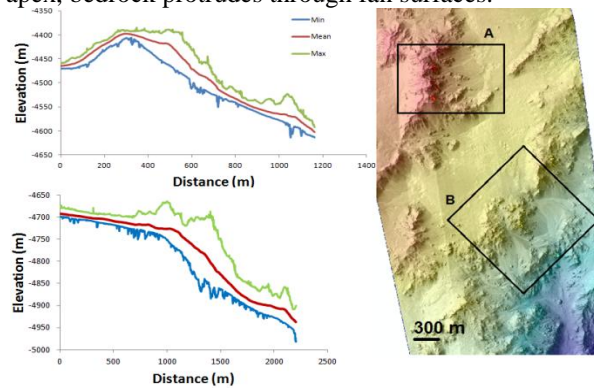 apex, bedrock protrudes through fan surfaces.
-4350
-4400
-4450
-4500
-4550
-4600
-4650
Elevation (m)
Min
Mean
Max
0 200 400 600 800 1000 1200 1400
Distance (m)
-4650
-4700
-4750
-4800
-4850
-4900
-4950
-5000
Elevation (m)
0 500 1000 1500 2000 2500
Distance (m)
A
B
300 m